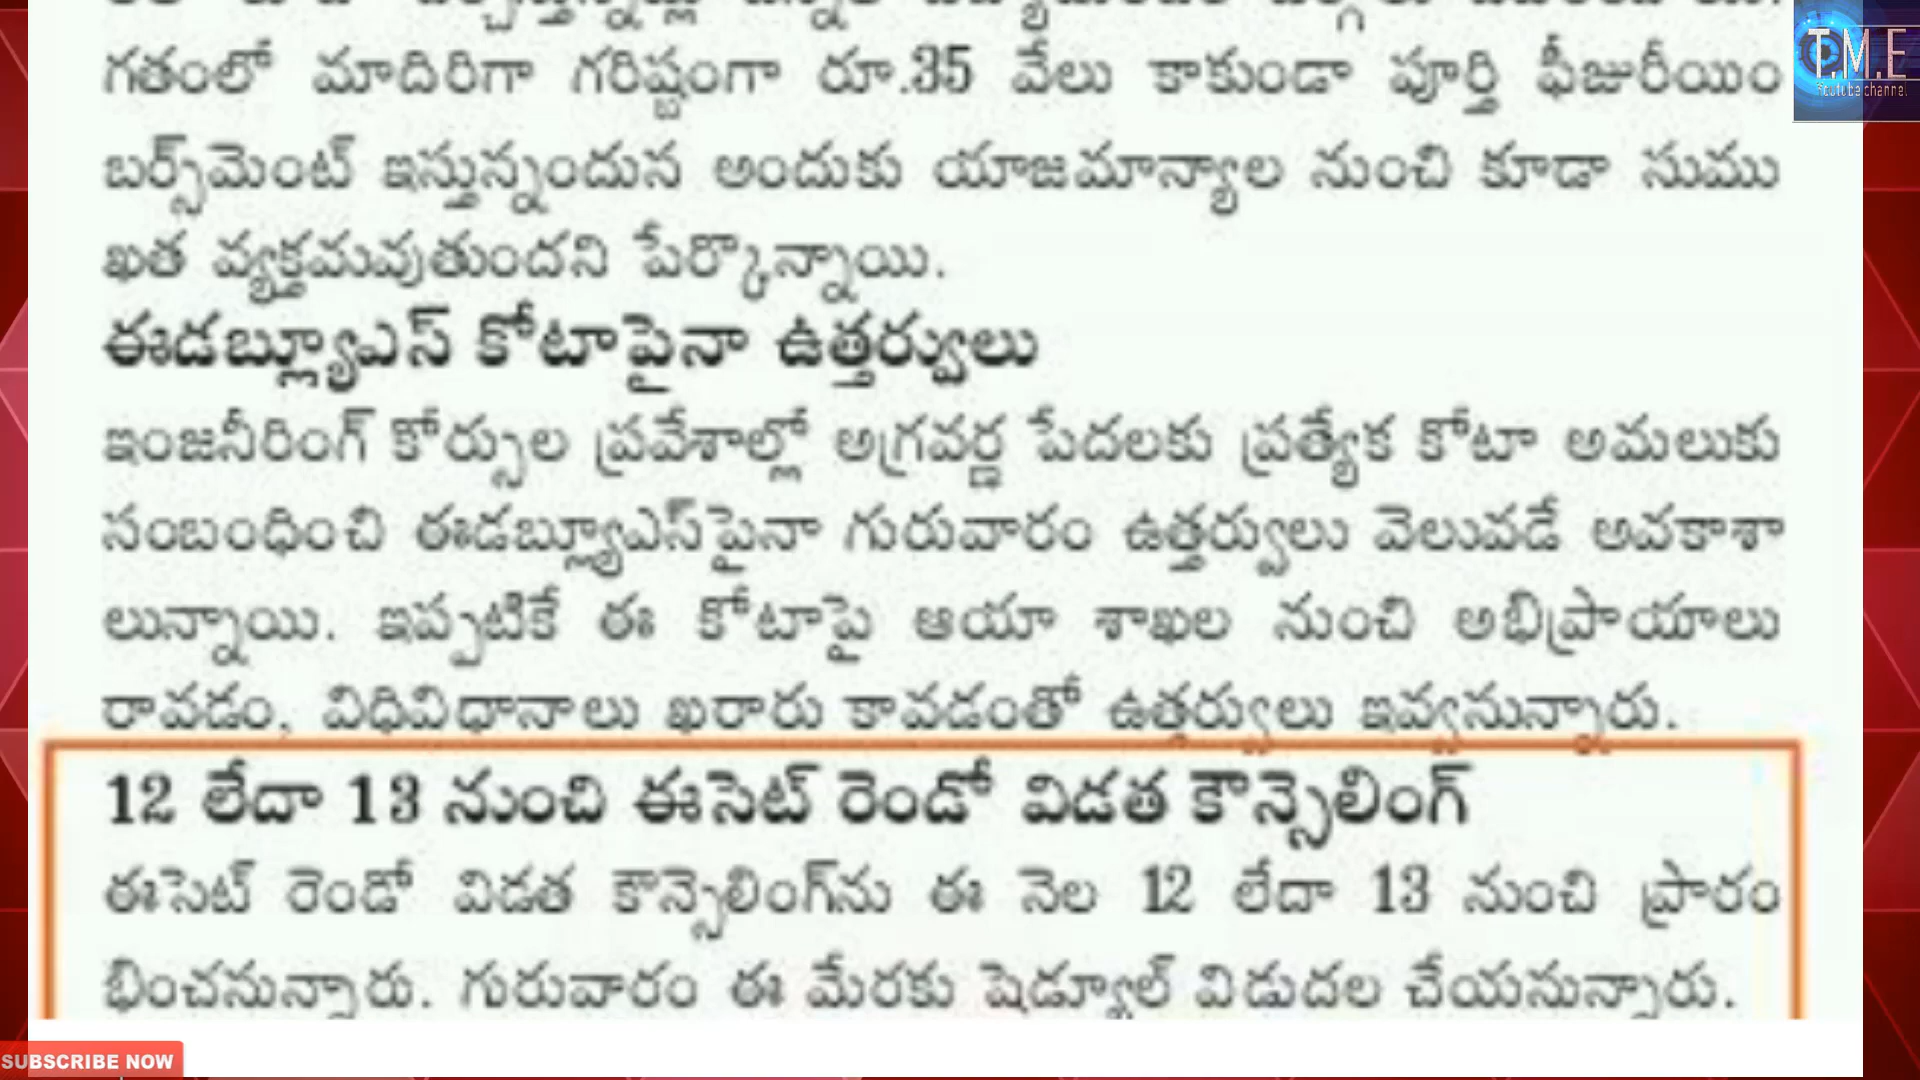 గతంలో మాదిరిగా గరిష్టంగా రూ.35 వేలు కాకుండా పూర్తి ఫీజురీయిం
బర్స్‌మెంట్ ఇస్తున్నందున అందుకు యాజమాన్యాల నుంచి కూడా సుము
ఖత వ్యక్తమవుతుందని పేర్కొన్నాయి.
ఈడబ్ల్యూఎస్ కోటాపైనా ఉత్తర్వులు
ఇంజనీరింగ్ కోర్సుల ప్రవేశాల్లో అగ్రవర్ణ పేదలకు ప్రత్యేక కోటా అమలుకు
సంబంధించి ఈడబ్ల్యూఎస్‌పైనా గురువారం ఉత్తర్వులు వెలువడే అవకాశా
లున్నాయి. ఇప్పటికే ఈ కోటాపై ఆయా శాఖల నుంచి అభిప్రాయాలు
రావడం, విధివిధానాలు ఖరారు కావడంతో ఉత్తర్వులు ఇవ్వనున్నారు.
12 లేదా 13 నుంచి ఈసెట్ రెండో విడత కౌన్సెలింగ్
ఈసెట్ రెండో విడత కౌన్సెలింగ్‌ను ఈ నెల 12 లేదా 13 నుంచి ప్రారం
భించనున్నారు. గురువారం ఈ మేరకు షెడ్యూల్ విడుదల చేయనున్నారు.
T.M.E
Youtube channel
SUBSCRIBE NOW